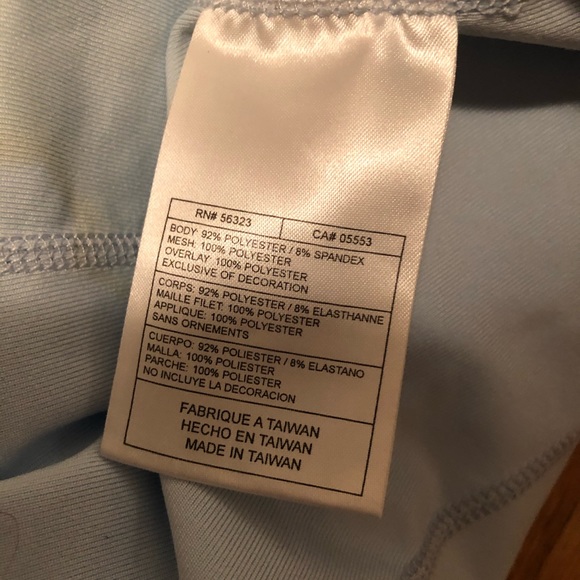 RN# 56323 CA# 05553
BODY: 92% POLYESTER / 8% SPANDEX
MESH: 100% POLYESTER
OVERLAY: 100% POLYESTER
EXCLUSIVE OF DECORATION
CORPS: 92% POLYESTER / 8% ELASTHANNE
MAILLE FILET: 100% POLYESTER
APPLIQUE: 100% POLYESTER
SANS ORNEMENTS
CUERPO: 92% POLIESTER / 8% ELASTANO
MALLA: 100% POLIESTER
PARCHE: 100% POLIESTER
NO INCLUYE LA DECORACION
FABRIQUE A TAIWAN
HECHO EN TAIWAN
MADE IN TAIWAN